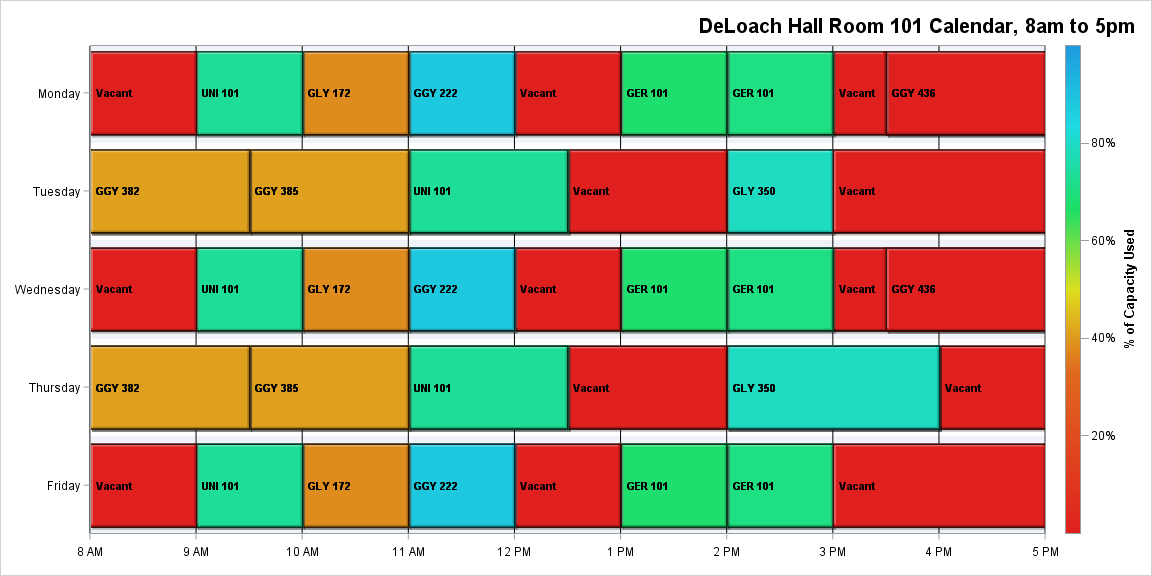 DeLoach Hall Room 101 Calendar, 8am to 5pm
Monday
Vacant
UNI 101
GLY 172
GGY 222
Vacant
GER 101
GER 101
Vacant
GGY 436
Tuesday
GGY 382
GGY 385
UNI 101
Vacant
GLY 350
Vacant
Wednesday
Vacant
UNI 101
GLY 172
GGY 222
Vacant
GER 101
GER 101
Vacant
GGY 436
Thursday
GGY 382
GGY 385
UNI 101
Vacant
GLY 350
Vacant
Friday
Vacant
UNI 101
GLY 172
GGY 222
Vacant
GER 101
GER 101
Vacant
8 AM
9 AM
10 AM
11 AM
12 PM
1 PM
2 PM
3 PM
4 PM
5 PM
80%
60%
40%
20%
% of Capacity Used